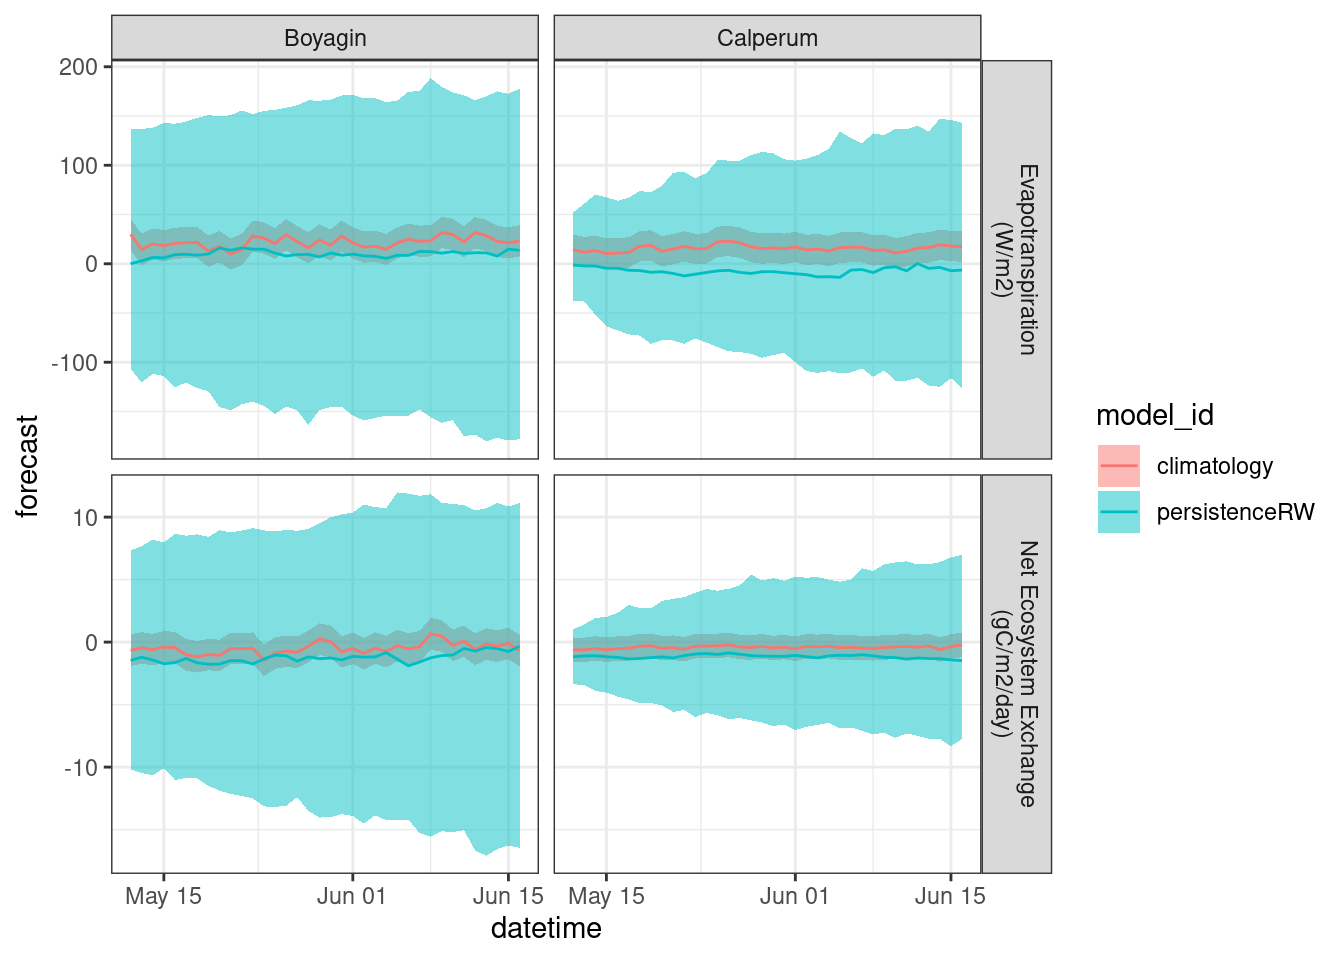 Boyagin
Calperum
200
100
0
-100
Evapotranspiration
(W/m2)
10
0
-10
Net Ecosystem Exchange
(gC/m2/day)
forecast
May 15
Jun 01
Jun 15
May 15
Jun 01
Jun 15
datetime
model_id
climatology
persistenceRW